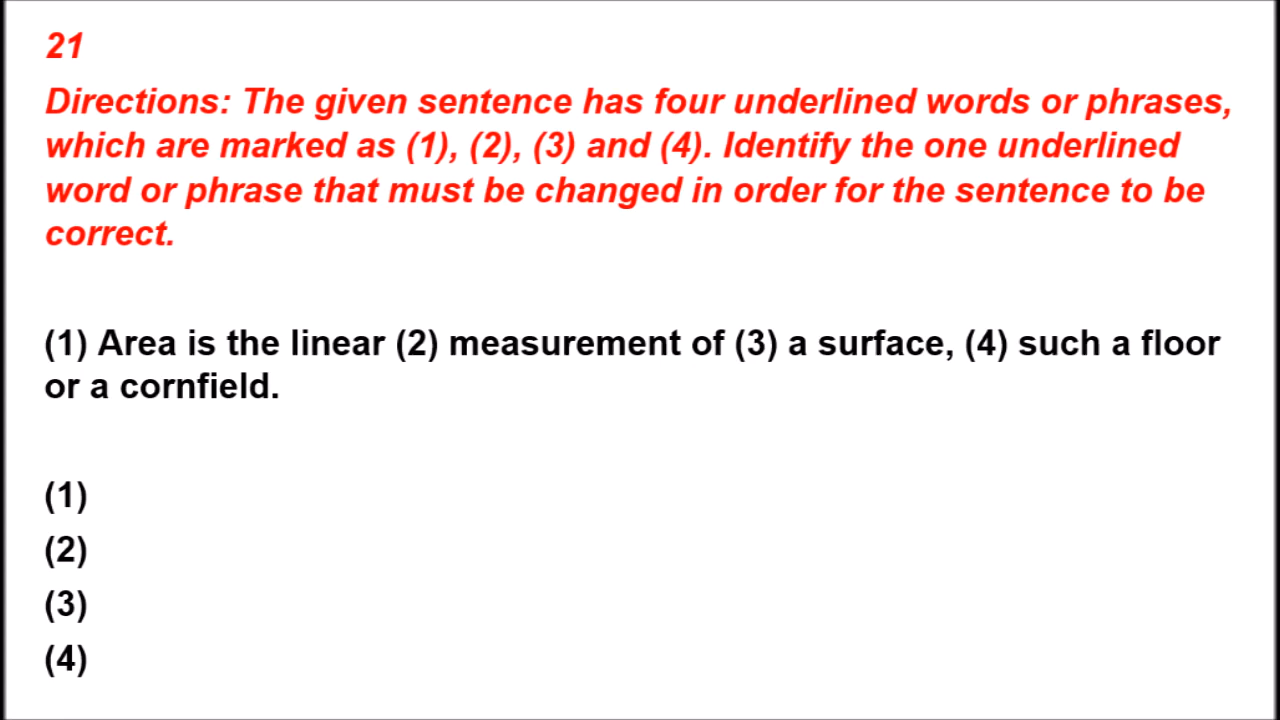 21
Directions: The given sentence has four underlined words or phrases,
which are marked as (1), (2), (3) and (4). Identify the one underlined
word or phrase that must be changed in order for the sentence to be
correct.
(1) Area is the linear (2) measurement of (3) a surface, (4) such a floor
or a cornfield.
(1)
(2)
(3)
(4)